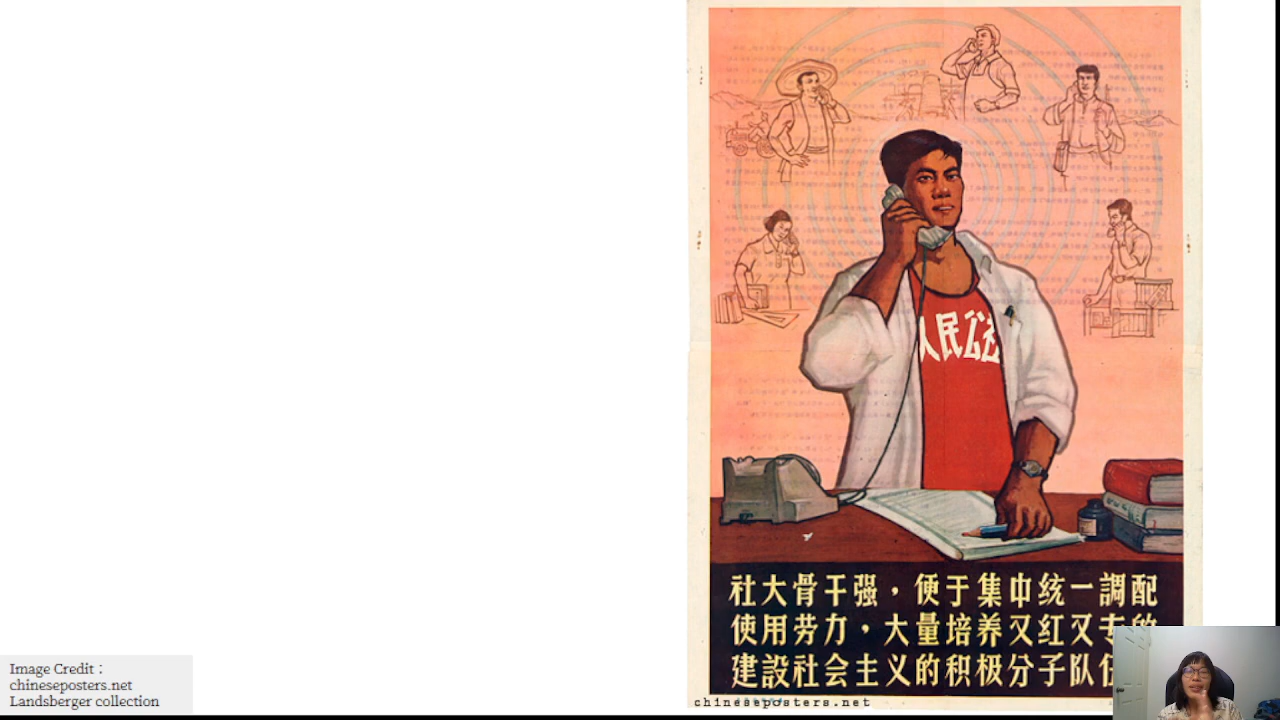 人民公社
社大骨干强，便于集中统一調配
使用劳力，大量培养又红又专的
建設社会主义的积极分子队伍
chineseposters.net
Image Credit：
chineseposters.net
Landsberger collection